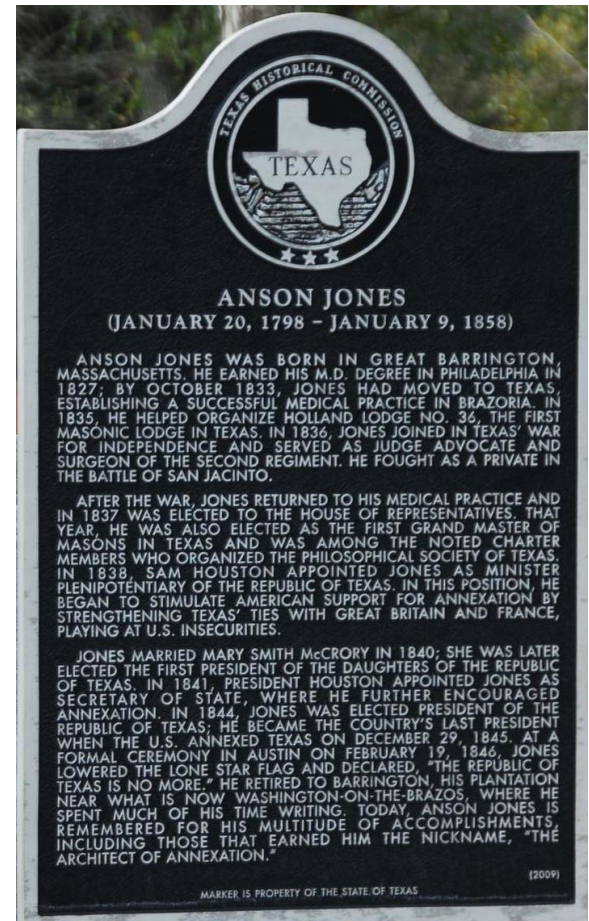 TEXAS HISTORICAL COMMISSION
TEXAS
ANSON JONES
(JANUARY 20, 1798 – JANUARY 9, 1858)
ANSON JONES WAS BORN IN GREAT BARRINGTON,
MASSACHUSETTS. HE EARNED HIS M.D. DEGREE IN PHILADELPHIA IN
1827; BY OCTOBER 1833, JONES HAD MOVED TO TEXAS,
ESTABLISHING A SUCCESSFUL MEDICAL PRACTICE IN BRAZORIA. IN
1835, HE HELPED ORGANIZE HOLLAND LODGE NO. 36, THE FIRST
MASONIC LODGE IN TEXAS. IN 1836, JONES JOINED IN TEXAS' WAR
FOR INDEPENDENCE AND SERVED AS JUDGE ADVOCATE AND
SURGEON OF THE SECOND REGIMENT. HE FOUGHT AS A PRIVATE IN
THE BATTLE OF SAN JACINTO.
AFTER THE WAR, JONES RETURNED TO HIS MEDICAL PRACTICE AND
IN 1837 WAS ELECTED TO THE HOUSE OF REPRESENTATIVES. THAT
YEAR, HE WAS ALSO ELECTED AS THE FIRST GRAND MASTER OF
MASONS IN TEXAS AND WAS AMONG THE NOTED CHARTER
MEMBERS WHO ORGANIZED THE PHILOSOPHICAL SOCIETY OF TEXAS.
IN 1838, SAM HOUSTON APPOINTED JONES AS MINISTER
PLENIPOTENTIARY OF THE REPUBLIC OF TEXAS. IN THIS POSITION, HE
BEGAN TO STIMULATE AMERICAN SUPPORT FOR ANNEXATION BY
STRENGTHENING TEXAS' TIES WITH GREAT BRITAIN AND FRANCE,
PLAYING AT U.S. INSECURITIES.
JONES MARRIED MARY SMITH McCRORY IN 1840; SHE WAS LATER
ELECTED THE FIRST PRESIDENT OF THE DAUGHTERS OF THE REPUBLIC
OF TEXAS. IN 1841, PRESIDENT HOUSTON APPOINTED JONES AS
SECRETARY OF STATE, WHERE HE FURTHER ENCOURAGED
ANNEXATION. IN 1844, JONES WAS ELECTED PRESIDENT OF THE
REPUBLIC OF TEXAS; HE BECAME THE COUNTRY'S LAST PRESIDENT
WHEN THE U.S. ANNEXED TEXAS ON DECEMBER 29, 1845. AT A
FORMAL CEREMONY IN AUSTIN ON FEBRUARY 19, 1846, JONES
LOWERED THE LONE STAR FLAG AND DECLARED, "THE REPUBLIC OF
TEXAS IS NO MORE." HE RETIRED TO BARRINGTON, HIS PLANTATION
NEAR WHAT IS NOW WASHINGTON-ON-THE-BRAZOS, WHERE HE
SPENT MUCH OF HIS TIME WRITING. TODAY, ANSON JONES IS
REMEMBERED FOR HIS MULTITUDE OF ACCOMPLISHMENTS,
INCLUDING THOSE THAT EARNED HIM THE NICKNAME, "THE
ARCHITECT OF ANNEXATION."
(2009)
MARKER IS PROPERTY OF THE STATE OF TEXAS